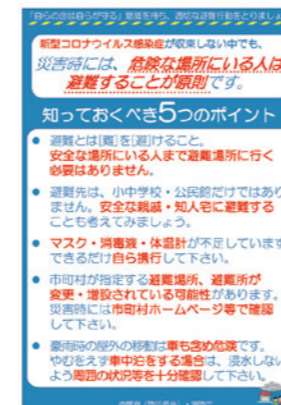 「自らの命は自らが守る」意識を持ち、適切な避難行動をとりましょ
新型コロナウイルス感染症が収束しない中でも、
災害時には、危険な場所にいる人は
避難することが原則です。
知っておくべき5つのポイント
● 避難とは[難]を[避]けること。
安全な場所にいる人まで避難場所に行く
必要はありません。
● 避難先は、小中学校・公民館だけではあり
ません。安全な親戚・知人宅に避難する
ことも考えてみましょう。
● マスク・消毒液・体温計が不足しています
できるだけ自ら携行して下さい。
● 市町村が指定する避難場所、避難所が
変更・増設されている可能性があります。
災害時には市町村ホームページ等で確認
して下さい。
● 豪雨時の屋外の移動は車も含め危険です。
やむをえず車中泊をする場合は、浸水しない
よう周囲の状況等を十分確認して下さい。